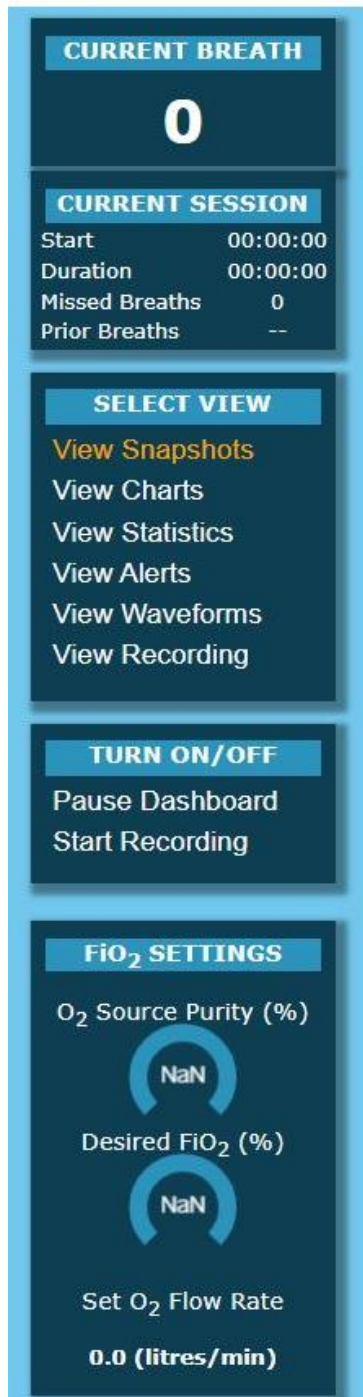 CURRENT BREATH
0
CURRENT SESSION
Start 00:00:00
Duration 00:00:00
Missed Breaths 0
Prior Breaths --
SELECT VIEW
View Snapshots
View Charts
View Statistics
View Alerts
View Waveforms
View Recording
TURN ON/OFF
Pause Dashboard
Start Recording
FiO₂ SETTINGS
O₂ Source Purity (%)
NaN
Desired FiO₂ (%)
NaN
Set O₂ Flow Rate
0.0 (litres/min)